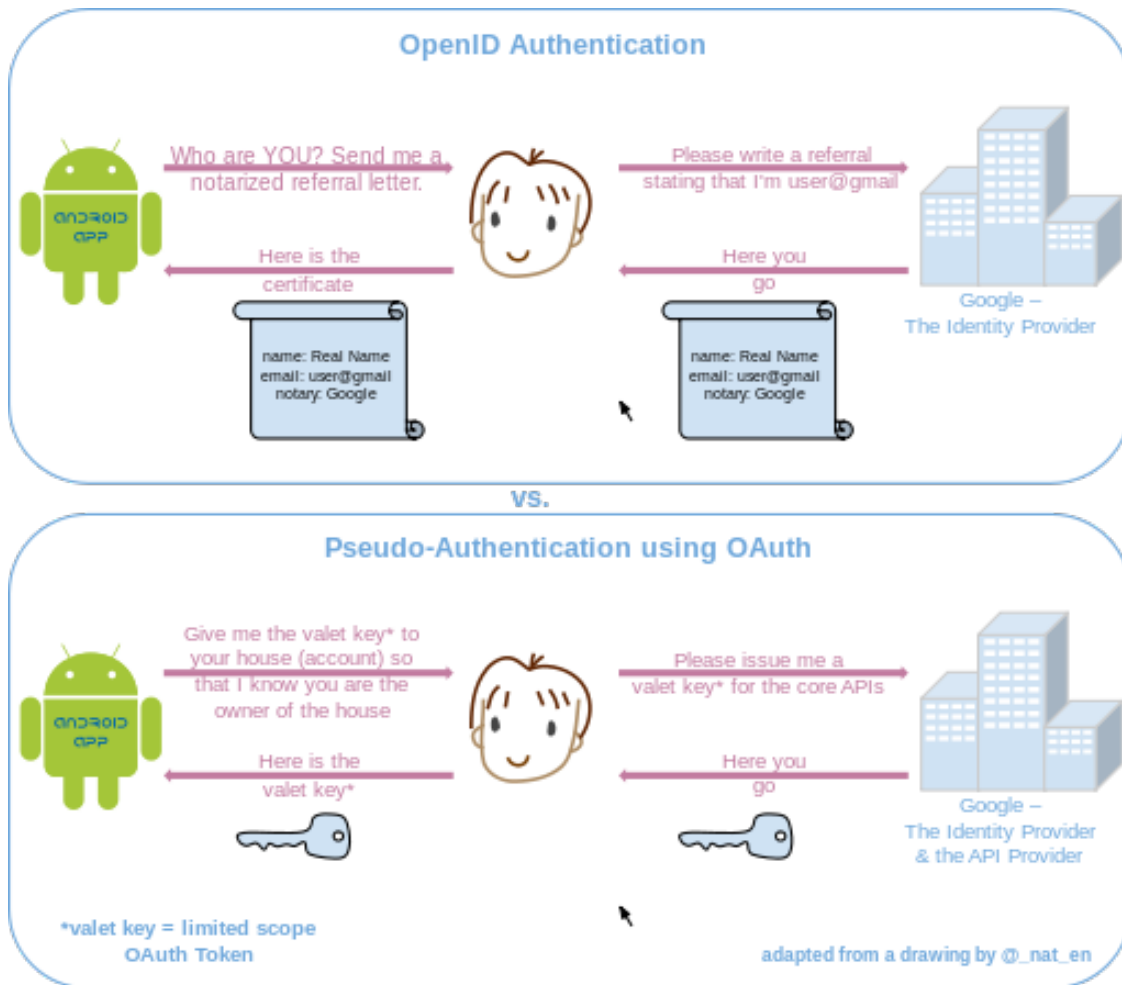 OpenID Authentication
Who are YOU? Send me a
notarized referral letter.
Please write a referral
stating that I'm user@gmail
ANDROID
APP
Here is the
certificate
Here you
go
Google –
The Identity Provider
name: Real Name
email: user@gmail
notary: Google
name: Real Name
email: user@gmail
notary: Google
vs.
Pseudo-Authentication using OAuth
Give me the valet key* to
your house (account) so
that I know you are the
owner of the house
Please issue me a
valet key* for the core APIs
ANDROID
APP
Here is the
valet key*
Here you
go
Google –
The Identity Provider
& the API Provider
*valet key = limited scope
OAuth Token
adapted from a drawing by @_nat_en